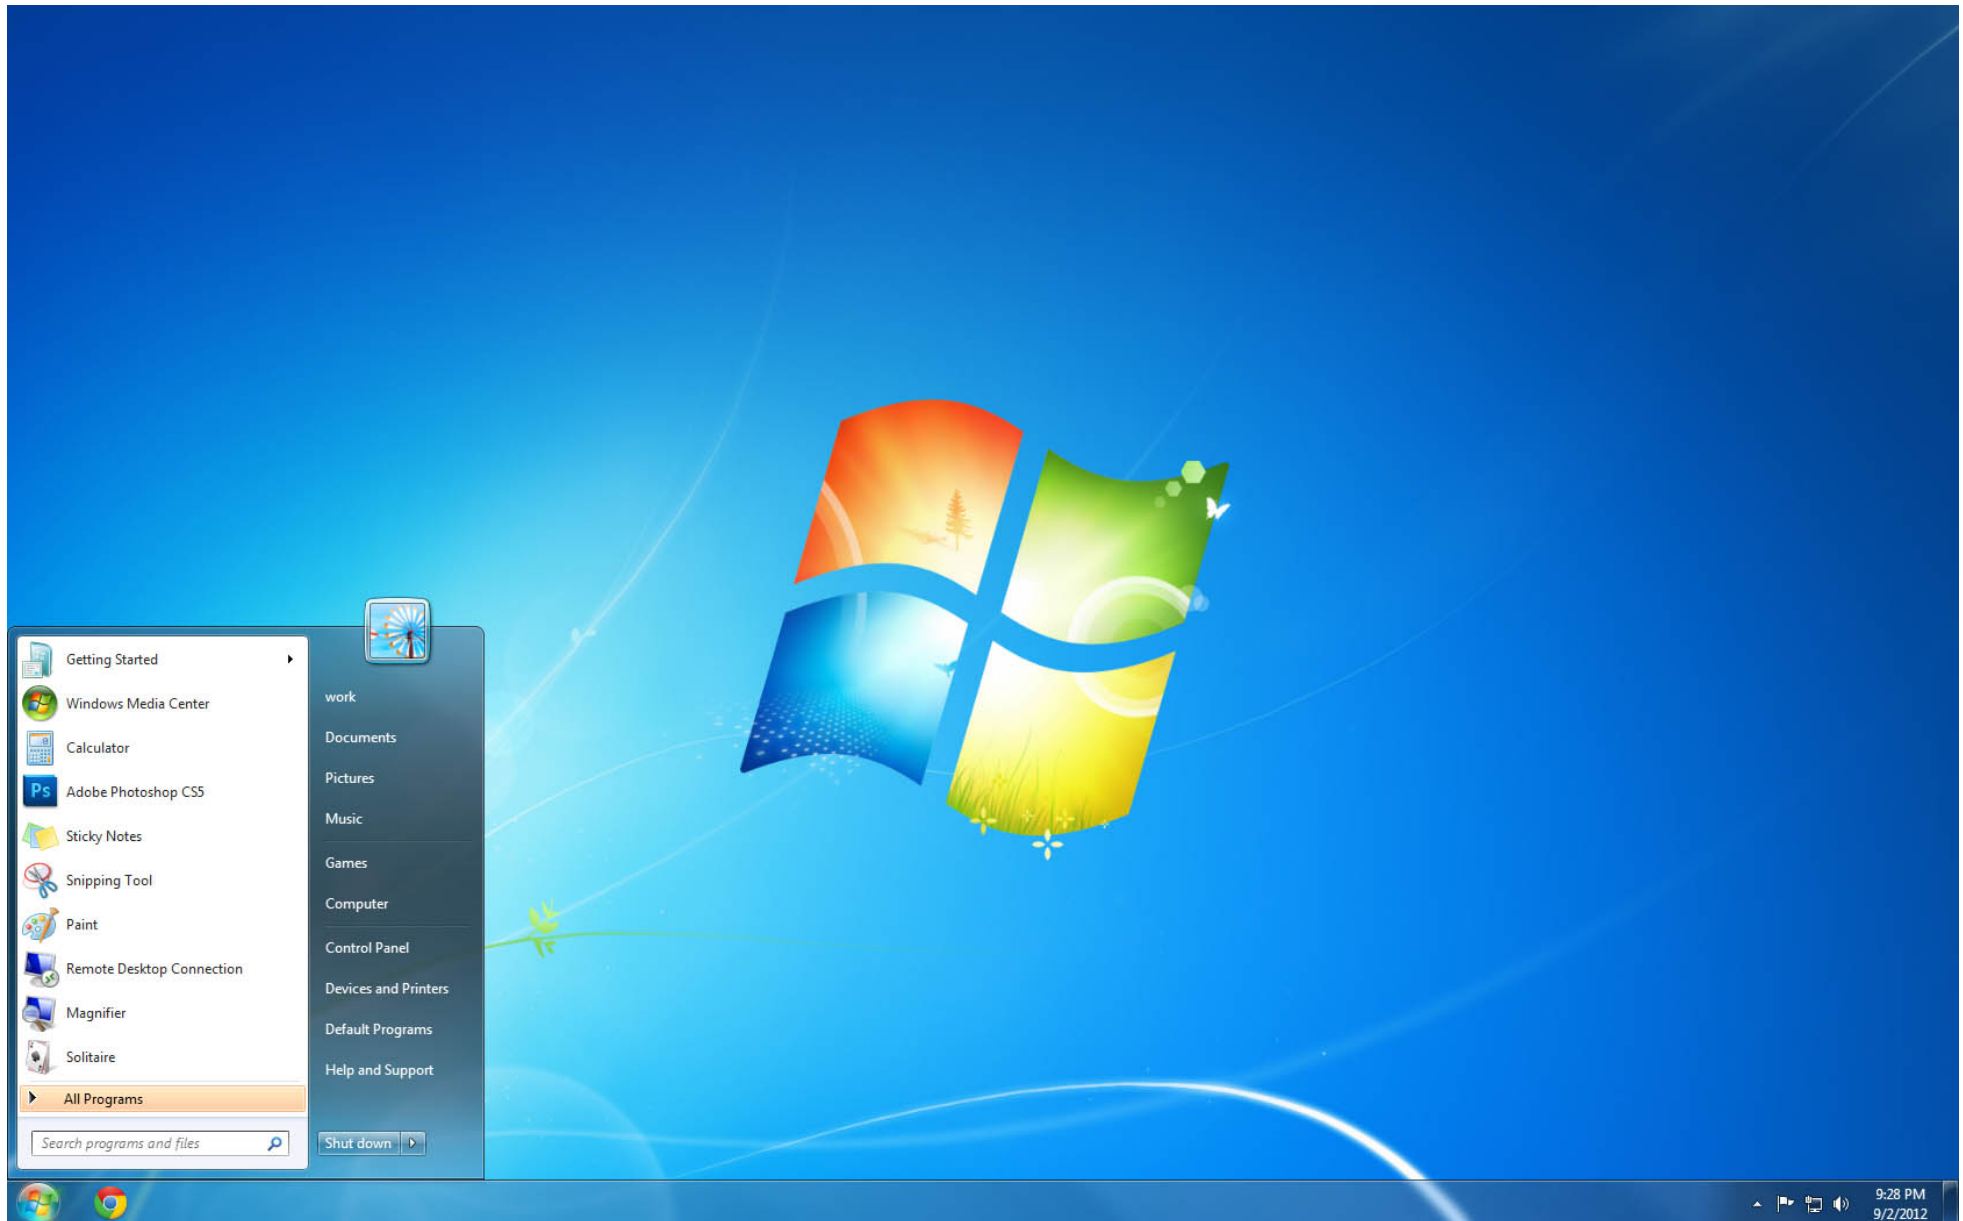 Getting Started
Windows Media Center
Calculator
Ps Adobe Photoshop CS5
Sticky Notes
Snipping Tool
Paint
Remote Desktop Connection
Magnifier
Solitaire
All Programs
Search programs and files
work
Documents
Pictures
Music
Games
Computer
Control Panel
Devices and Printers
Default Programs
Help and Support
Shut down
9:28 PM
9/2/2012